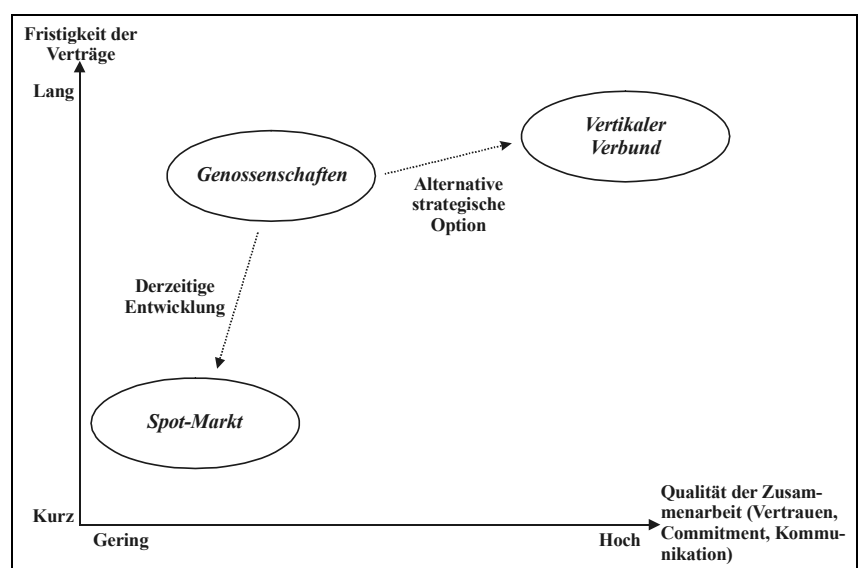 Fristigkeit der
Verträge
Lang
Vertikaler
Verbund
Genossenschaften
Alternative
strategische
Option
Derzeitige
Entwicklung
Spot-Markt
Kurz
Gering
Hoch
Qualität der Zusam-
menarbeit (Vertrauen,
Commitment, Kommu-
nikation)